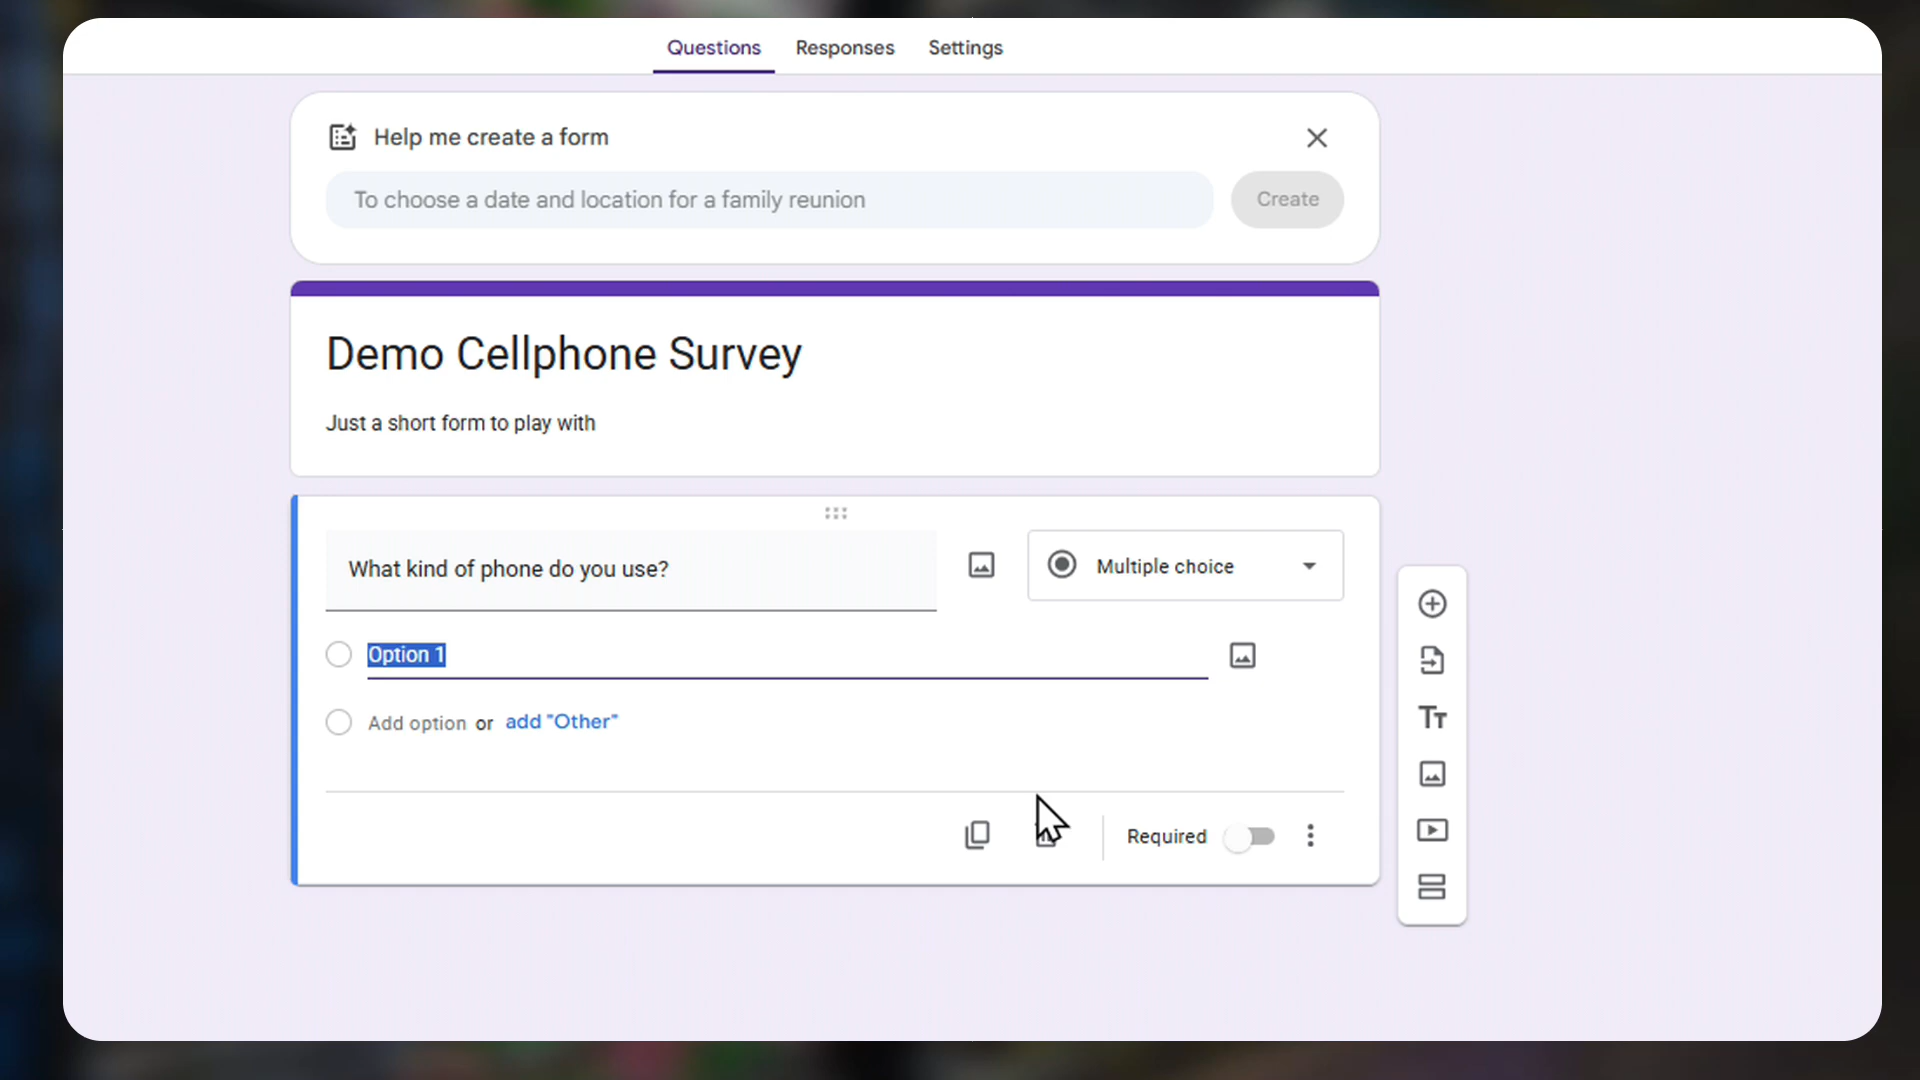 Questions Responses Settings
Help me create a form
To choose a date and location for a family reunion Create
Demo Cellphone Survey
Just a short form to play with
What kind of phone do you use? Multiple choice
Option 1
Add option or add "Other"
Required
Tт